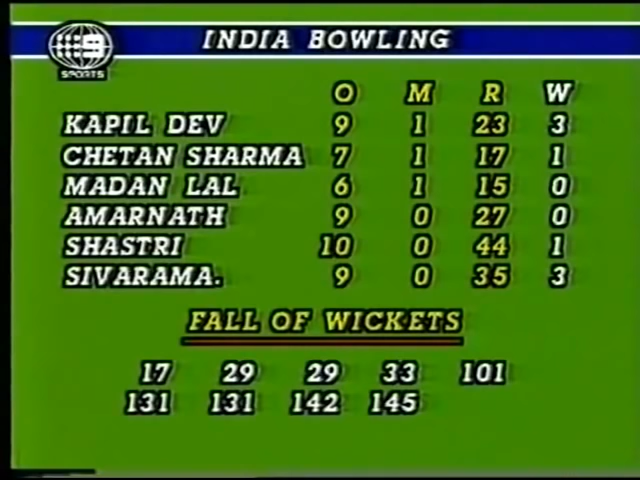 9
SPORTS
INDIA BOWLING
O M R W
KAPIL DEV 9 1 23 3
CHETAN SHARMA 7 1 17 1
MADAN LAL 6 1 15 0
AMARNATH 9 0 27 0
SHASTRI 10 0 44 1
SIVARAMA. 9 0 35 3
FALL OF WICKETS
17 29 29 33 101
131 131 142 145